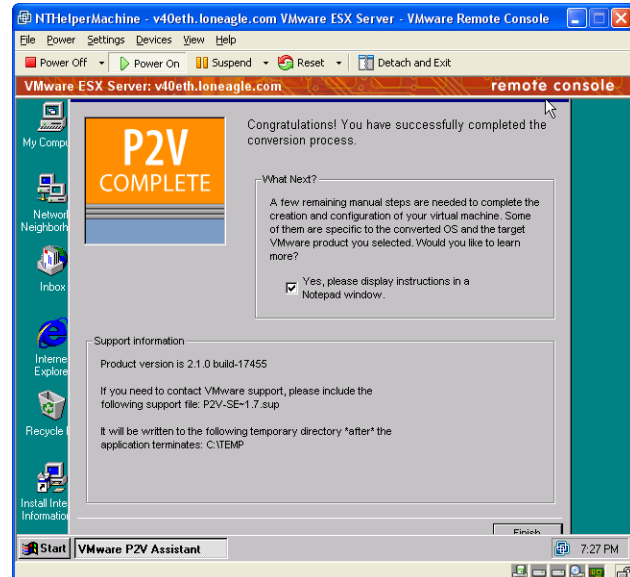 NTHelperMachine - v40eth.loneagle.com VMware ESX Server - VMware Remote Console
File Power Settings Devices View Help
Power Off Power On Suspend Reset Detach and Exit
VMware ESX Server: v40eth.loneagle.com remote console
My Compu
Network
Neighborh
Inbox
Interne
Explore
Recycle
Install Inte
Informatio
P2V
COMPLETE
Congratulations! You have successfully completed the
conversion process.
What Next?
A few remaining manual steps are needed to complete the
creation and configuration of your virtual machine. Some
of them are specific to the converted OS and the target
VMware product you selected. Would you like to learn
more?
Yes, please display instructions in a
Notepad window.
Support information
Product version is 2.1.0 build-17455
If you need to contact VMware support, please include the
following support file: P2V-SE~1.7.sup
It will be written to the following temporary directory *after* the
application terminates: C:\TEMP
Finish
Start VMware P2V Assistant 7:27 PM